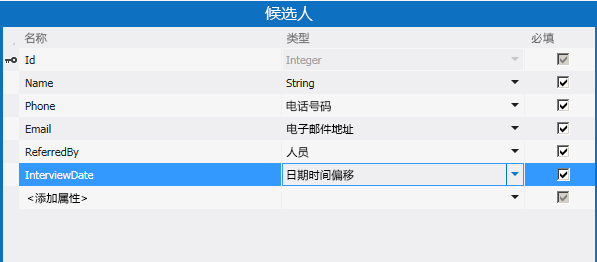 候选人
名称 类型 必填
Id Integer
Name String
Phone 电话号码
Email 电子邮件地址
ReferredBy 人员
InterviewDate 日期时间偏移
<添加属性>